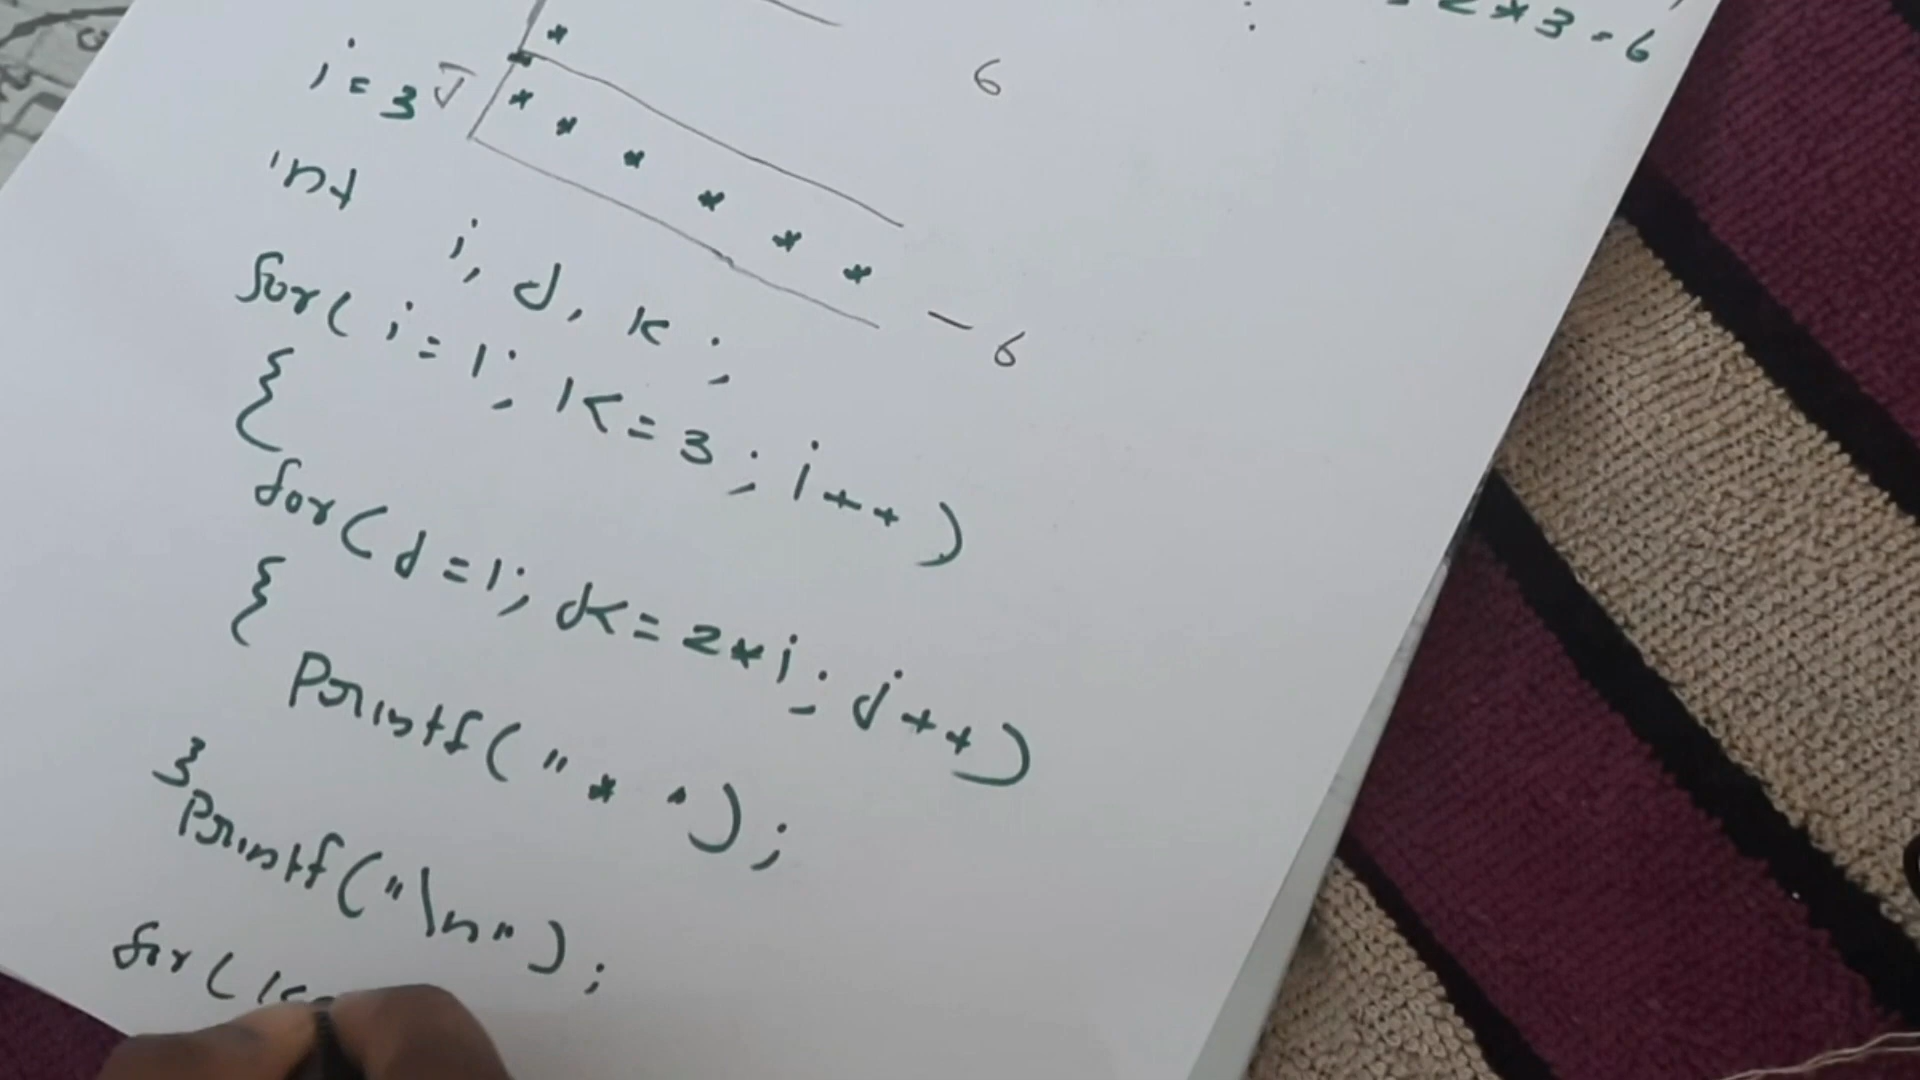 2*3=6
*
6
i=3
* * * * * * - 6
int i, j, k;
for(i=1; i<=3; i++)
{
for(j=1; j<=2*i; j++)
{
Printf("* ");
}
Printf("\n");
for(k